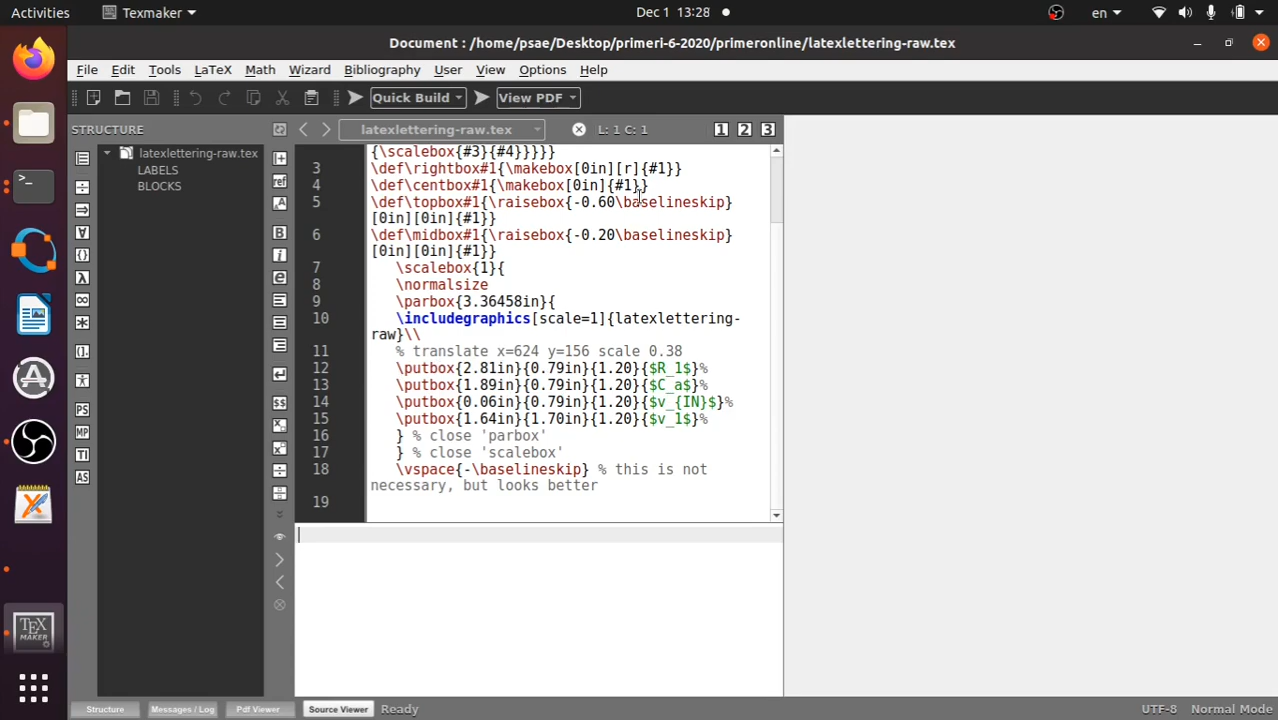 Activities Texmaker Dec 1 13:28 en
Document : /home/psae/Desktop/primeri-6-2020/primeronline/latexlettering-raw.tex
File Edit Tools LaTeX Math Wizard Bibliography User View Options Help
Quick Build View PDF
STRUCTURE latexlettering-raw.tex L: 1 C: 1 1 2 3
latexlettering-raw.tex
LABELS
BLOCKS
{\scalebox{#3}{#4}}}}}
3 \def\rightbox#1{\makebox[0in][r]{#1}}
4 \def\centbox#1{\makebox[0in]{#1}}
5 \def\topbox#1{\raisebox{-0.60\baselineskip}
[0in][0in]{#1}}
6 \def\midbox#1{\raisebox{-0.20\baselineskip}
[0in][0in]{#1}}
7 \scalebox{1}{
8 \normalsize
9 \parbox{3.36458in}{
10 \includegraphics[scale=1]{latexlettering-
raw}\\
11 % translate x=624 y=156 scale 0.38
12 \putbox{2.81in}{0.79in}{1.20}{$R_1$}%
13 \putbox{1.89in}{0.79in}{1.20}{$C_a$}%
14 \putbox{0.06in}{0.79in}{1.20}{$v_{IN}$}%
15 \putbox{1.64in}{1.70in}{1.20}{$v_1$}%
16 } % close 'parbox'
17 } % close 'scalebox'
18 \vspace{-\baselineskip} % this is not
necessary, but looks better
19
ref
A
B
i
e
$$
PS
MP
TI
AS
TEX
MAKER
Structure Messages / Log Pdf Viewer Source Viewer Ready UTF-8 Normal Mode